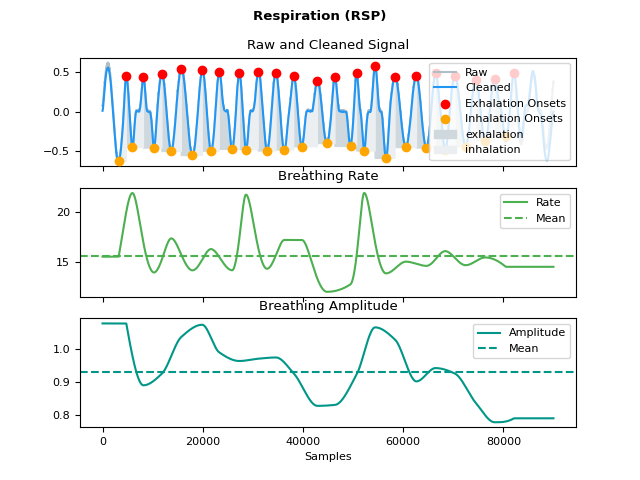 Respiration (RSP)
Raw and Cleaned Signal
0.5
0.0
−0.5
Raw
Cleaned
Exhalation Onsets
Inhalation Onsets
exhalation
inhalation
Breathing Rate
20
15
Rate
Mean
Breathing Amplitude
1.0
0.9
0.8
Amplitude
Mean
0
20000
40000
60000
80000
Samples